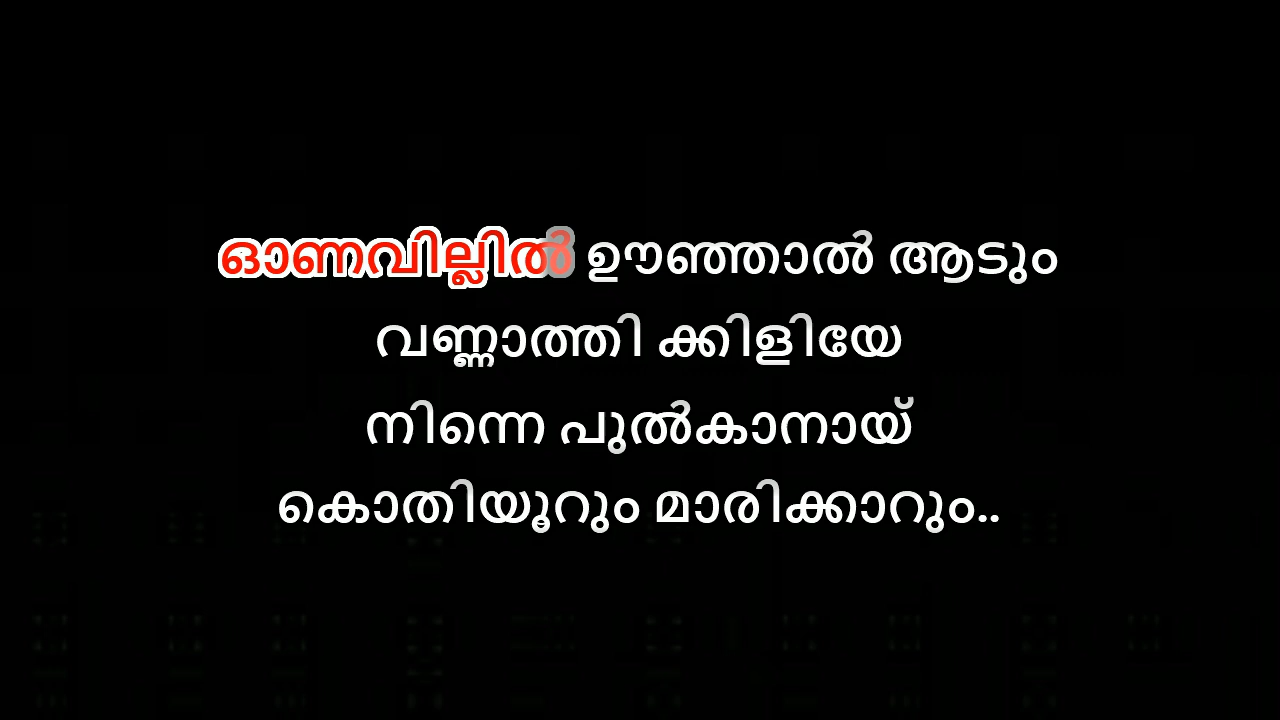 ഓണവില്ലിൽ ഊഞ്ഞാൽ ആടും
വണ്ണാത്തി ക്കിളിയേ
നിന്നെ പുൽകാനായ്
കൊതിയൂറും മാരിക്കാറും..